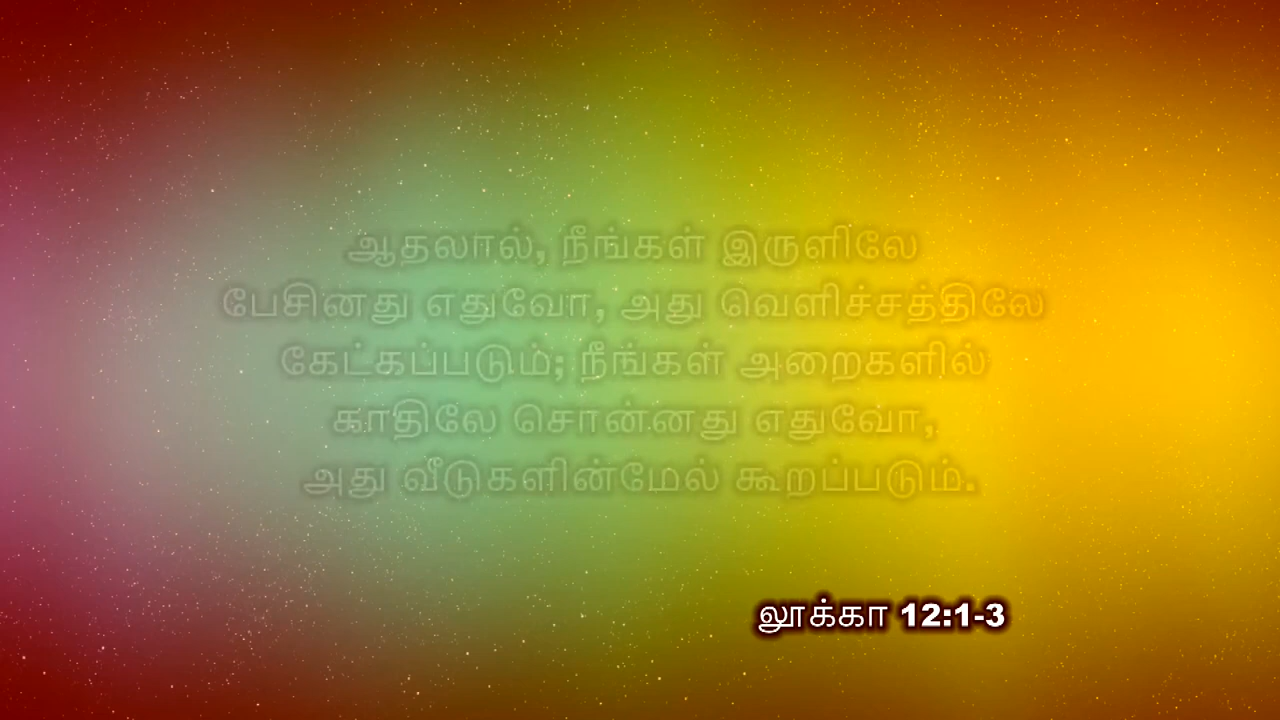 ஆதலால், நீங்கள் இருளிலே
பேசினது எதுவோ, அது வெளிச்சத்திலே
கேட்கப்படும்; நீங்கள் அறைகளில்
காதிலே சொன்னது எதுவோ,
அது வீடுகளின்மேல் கூறப்படும்.
லூக்கா 12:1-3